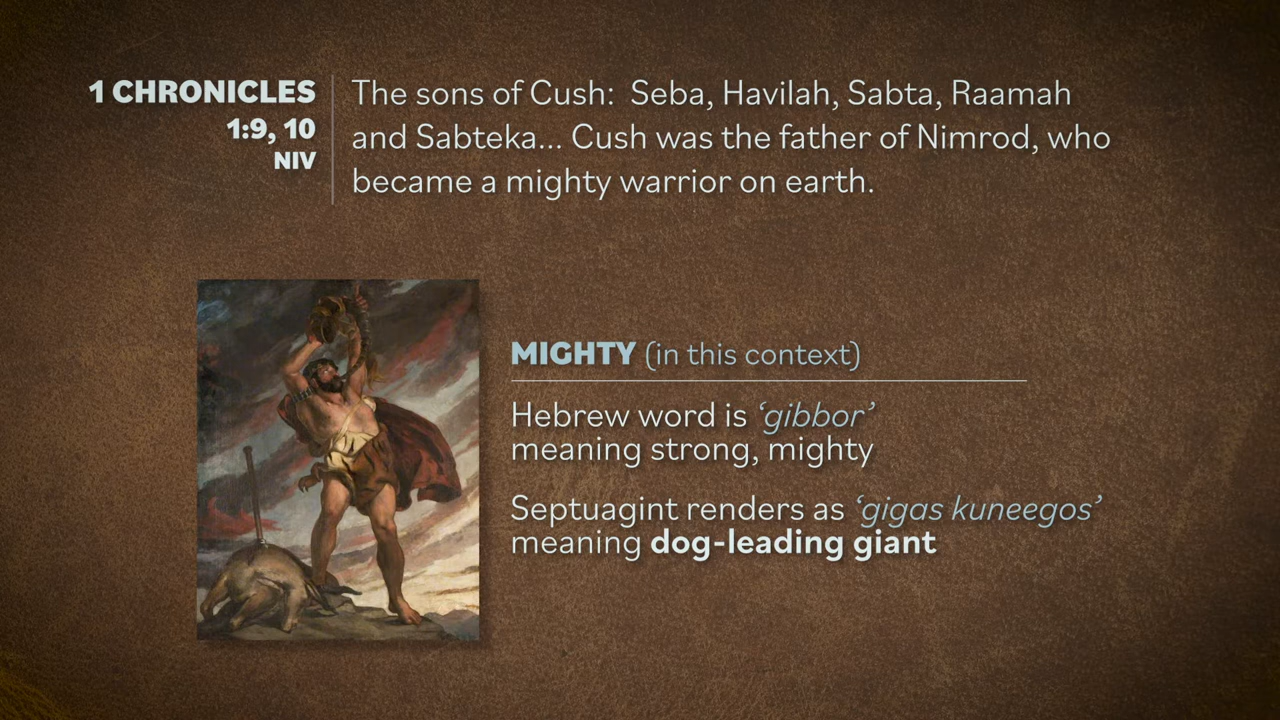 1 CHRONICLES
1:9, 10
NIV
The sons of Cush: Seba, Havilah, Sabta, Raamah
and Sabteka... Cush was the father of Nimrod, who
became a mighty warrior on earth.
MIGHTY (in this context)
Hebrew word is ‘gibbor’
meaning strong, mighty
Septuagint renders as ‘gigas kuneegos’
meaning dog-leading giant